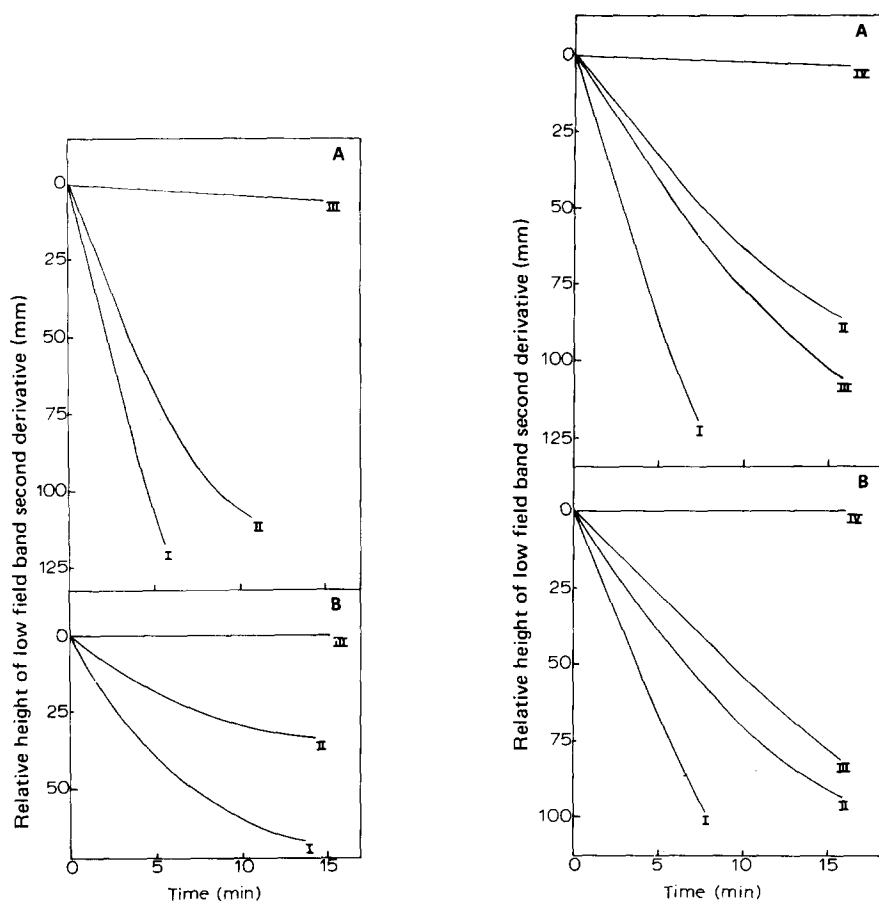 A
0
25
50
75
100
125
I
II
III
B
0
25
50
I
II
III
0 5 10 15
Time (min)
Relative height of low field band second derivative (mm)
A
0
25
50
75
100
125
I
II
III
IV
B
0
25
50
75
100
I
II
III
IV
0 5 10 15
Time (min)
Relative height of low field band second derivative (mm)